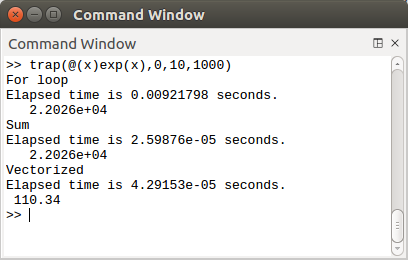 Command Window
Command Window
>> trap(@(x)exp(x),0,10,1000)
For loop
Elapsed time is 0.00921798 seconds.
2.2026e+04
Sum
Elapsed time is 2.59876e-05 seconds.
2.2026e+04
Vectorized
Elapsed time is 4.29153e-05 seconds.
110.34
>>